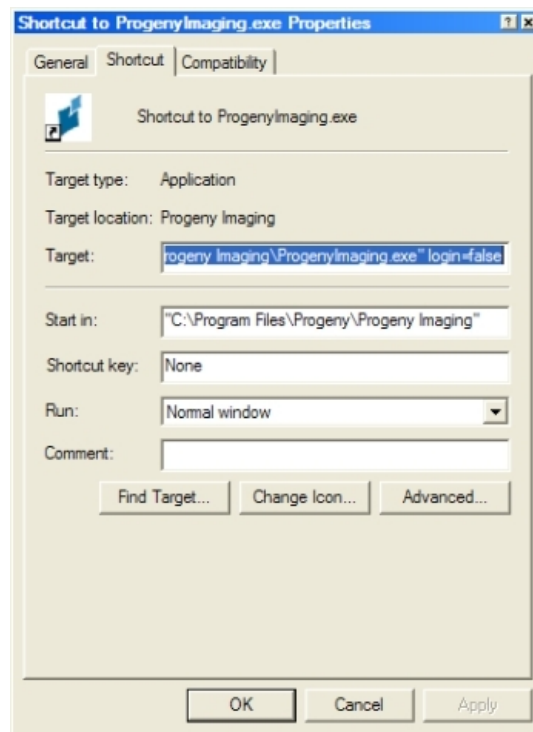 Shortcut to ProgenyImaging.exe Properties ? x
General Shortcut Compatibility
Shortcut to ProgenyImaging.exe
Target type: Application
Target location: Progeny Imaging
Target: rogeny Imaging\ProgenyImaging.exe" login=false
Start in: "C:\Program Files\Progeny\Progeny Imaging"
Shortcut key: None
Run: Normal window
Comment:
Find Target... Change Icon... Advanced...
OK Cancel Apply